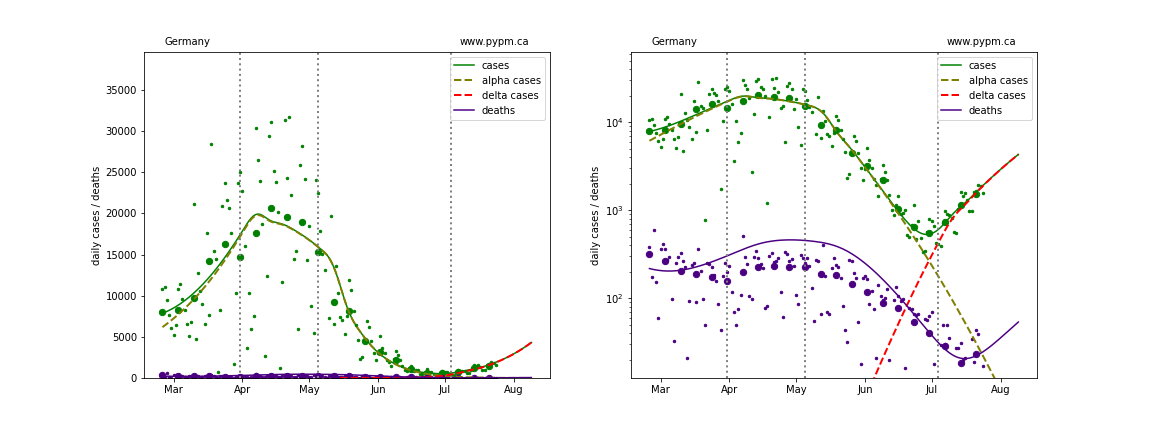 Germany www.pypm.ca
cases
alpha cases
delta cases
deaths
daily cases / deaths
35000
30000
25000
20000
15000
10000
5000
0
Mar Apr May Jun Jul Aug
Germany www.pypm.ca
cases
alpha cases
delta cases
deaths
daily cases / deaths
10⁴
10³
10²
Mar Apr May Jun Jul Aug